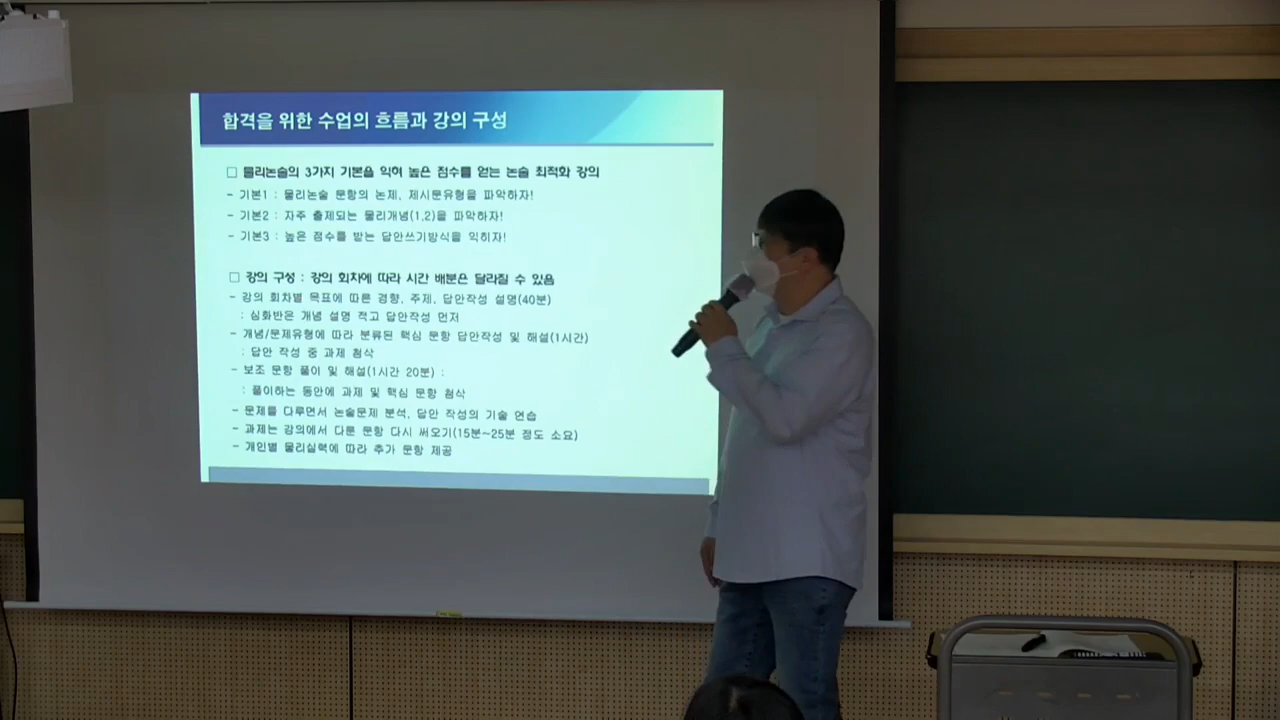 합격을 위한 수업의 흐름과 강의 구성
□ 물리논술의 3가지 기본을 익혀 높은 점수를 얻는 논술 최적화 강의
- 기본1 : 물리논술 문항의 논제, 제시문유형을 파악하자!
- 기본2 : 자주 출제되는 물리개념(1,2)을 파악하자!
- 기본3 : 높은 점수를 받는 답안쓰기방식을 익히자!
□ 강의 구성 : 강의 회차에 따라 시간 배분은 달라질 수 있음
- 강의 회차별 목표에 따른 경향, 주제, 답안작성 설명(40분)
: 심화반은 개념 설명 적고 답안작성 먼저
- 개념/문제유형에 따라 분류된 핵심 문항 답안작성 및 해설(1시간)
: 답안 작성 중 과제 첨삭
- 보조 문항 풀이 및 해설(1시간 20분) :
: 풀이하는 동안에 과제 및 핵심 문항 첨삭
- 문제를 다루면서 논술문제 분석, 답안 작성의 기술 연습
- 과제는 강의에서 다룬 문항 다시 써오기(15분~25분 정도 소요)
- 개인별 물리실력에 따라 추가 문항 제공